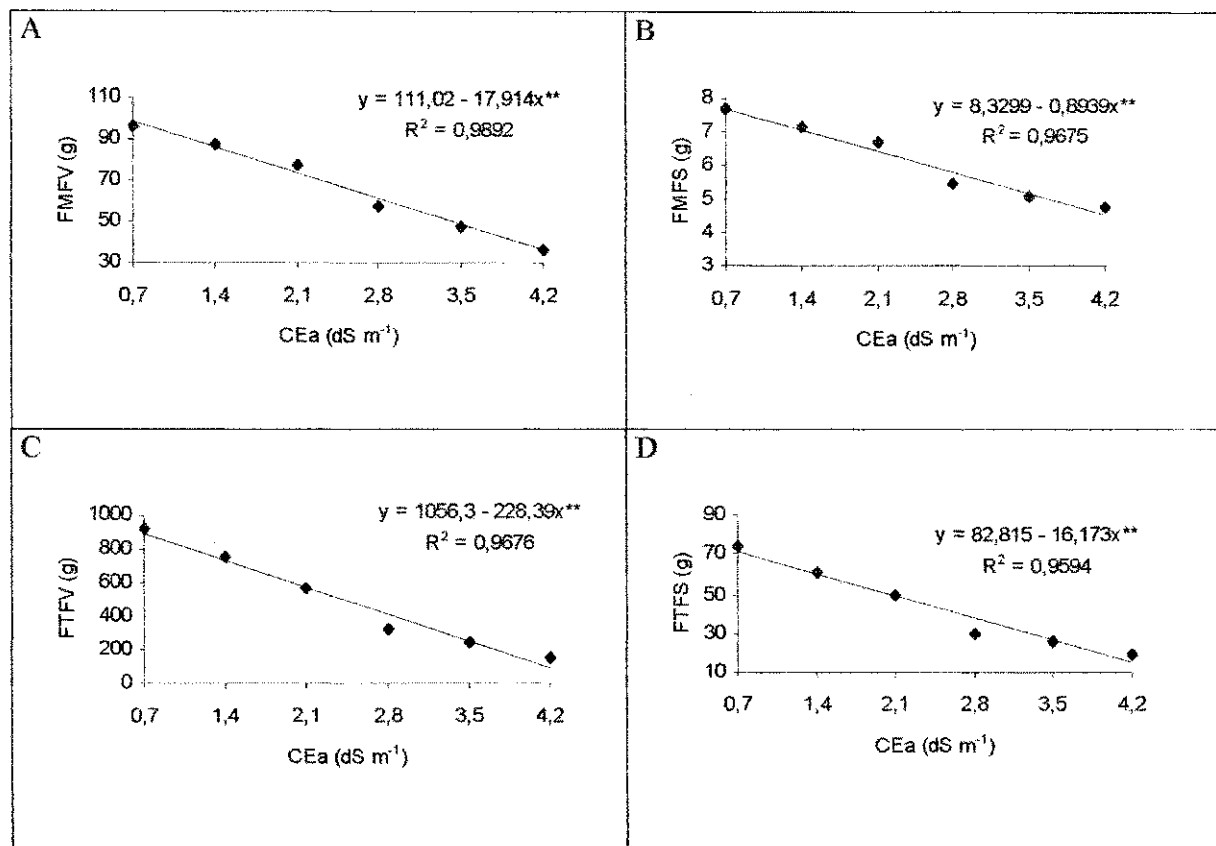 A
y = 111,02 - 17,914x**
R² = 0,9892
FMFV (g)
110
90
70
50
30
0,7 1,4 2,1 2,8 3,5 4,2
CEa (dS m⁻¹)
B
y = 8,3299 - 0,8939x**
R² = 0,9675
FMFS (g)
8
7
6
5
4
3
0,7 1,4 2,1 2,8 3,5 4,2
CEa (dS m⁻¹)
C
y = 1056,3 - 228,39x**
R² = 0,9676
FTFV (g)
1000
800
600
400
200
0
0,7 1,4 2,1 2,8 3,5 4,2
CEa (dS m⁻¹)
D
y = 82,815 - 16,173x**
R² = 0,9594
FTFS (g)
90
70
50
30
10
0,7 1,4 2,1 2,8 3,5 4,2
CEa (dS m⁻¹)